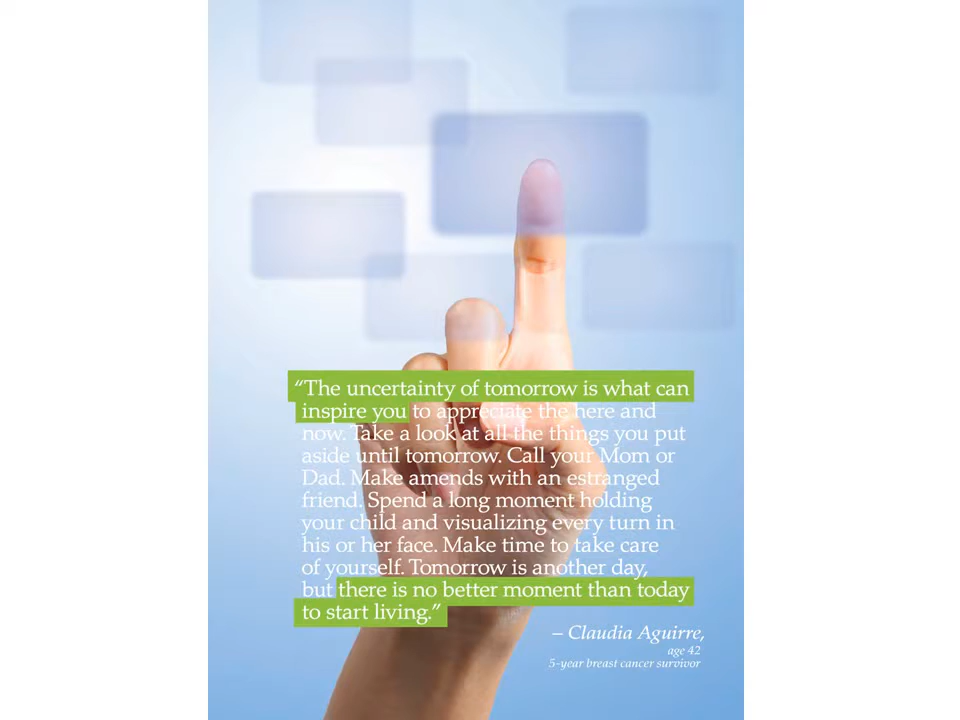 “The uncertainty of tomorrow is what can
inspire you to appreciate the here and
now. Take a look at all the things you put
aside until tomorrow. Call your Mom or
Dad. Make amends with an estranged
friend. Spend a long moment holding
your child and visualizing every turn in
his or her face. Make time to take care
of yourself. Tomorrow is another day,
but there is no better moment than today
to start living.”
– Claudia Aguirre,
age 42
5-year breast cancer survivor